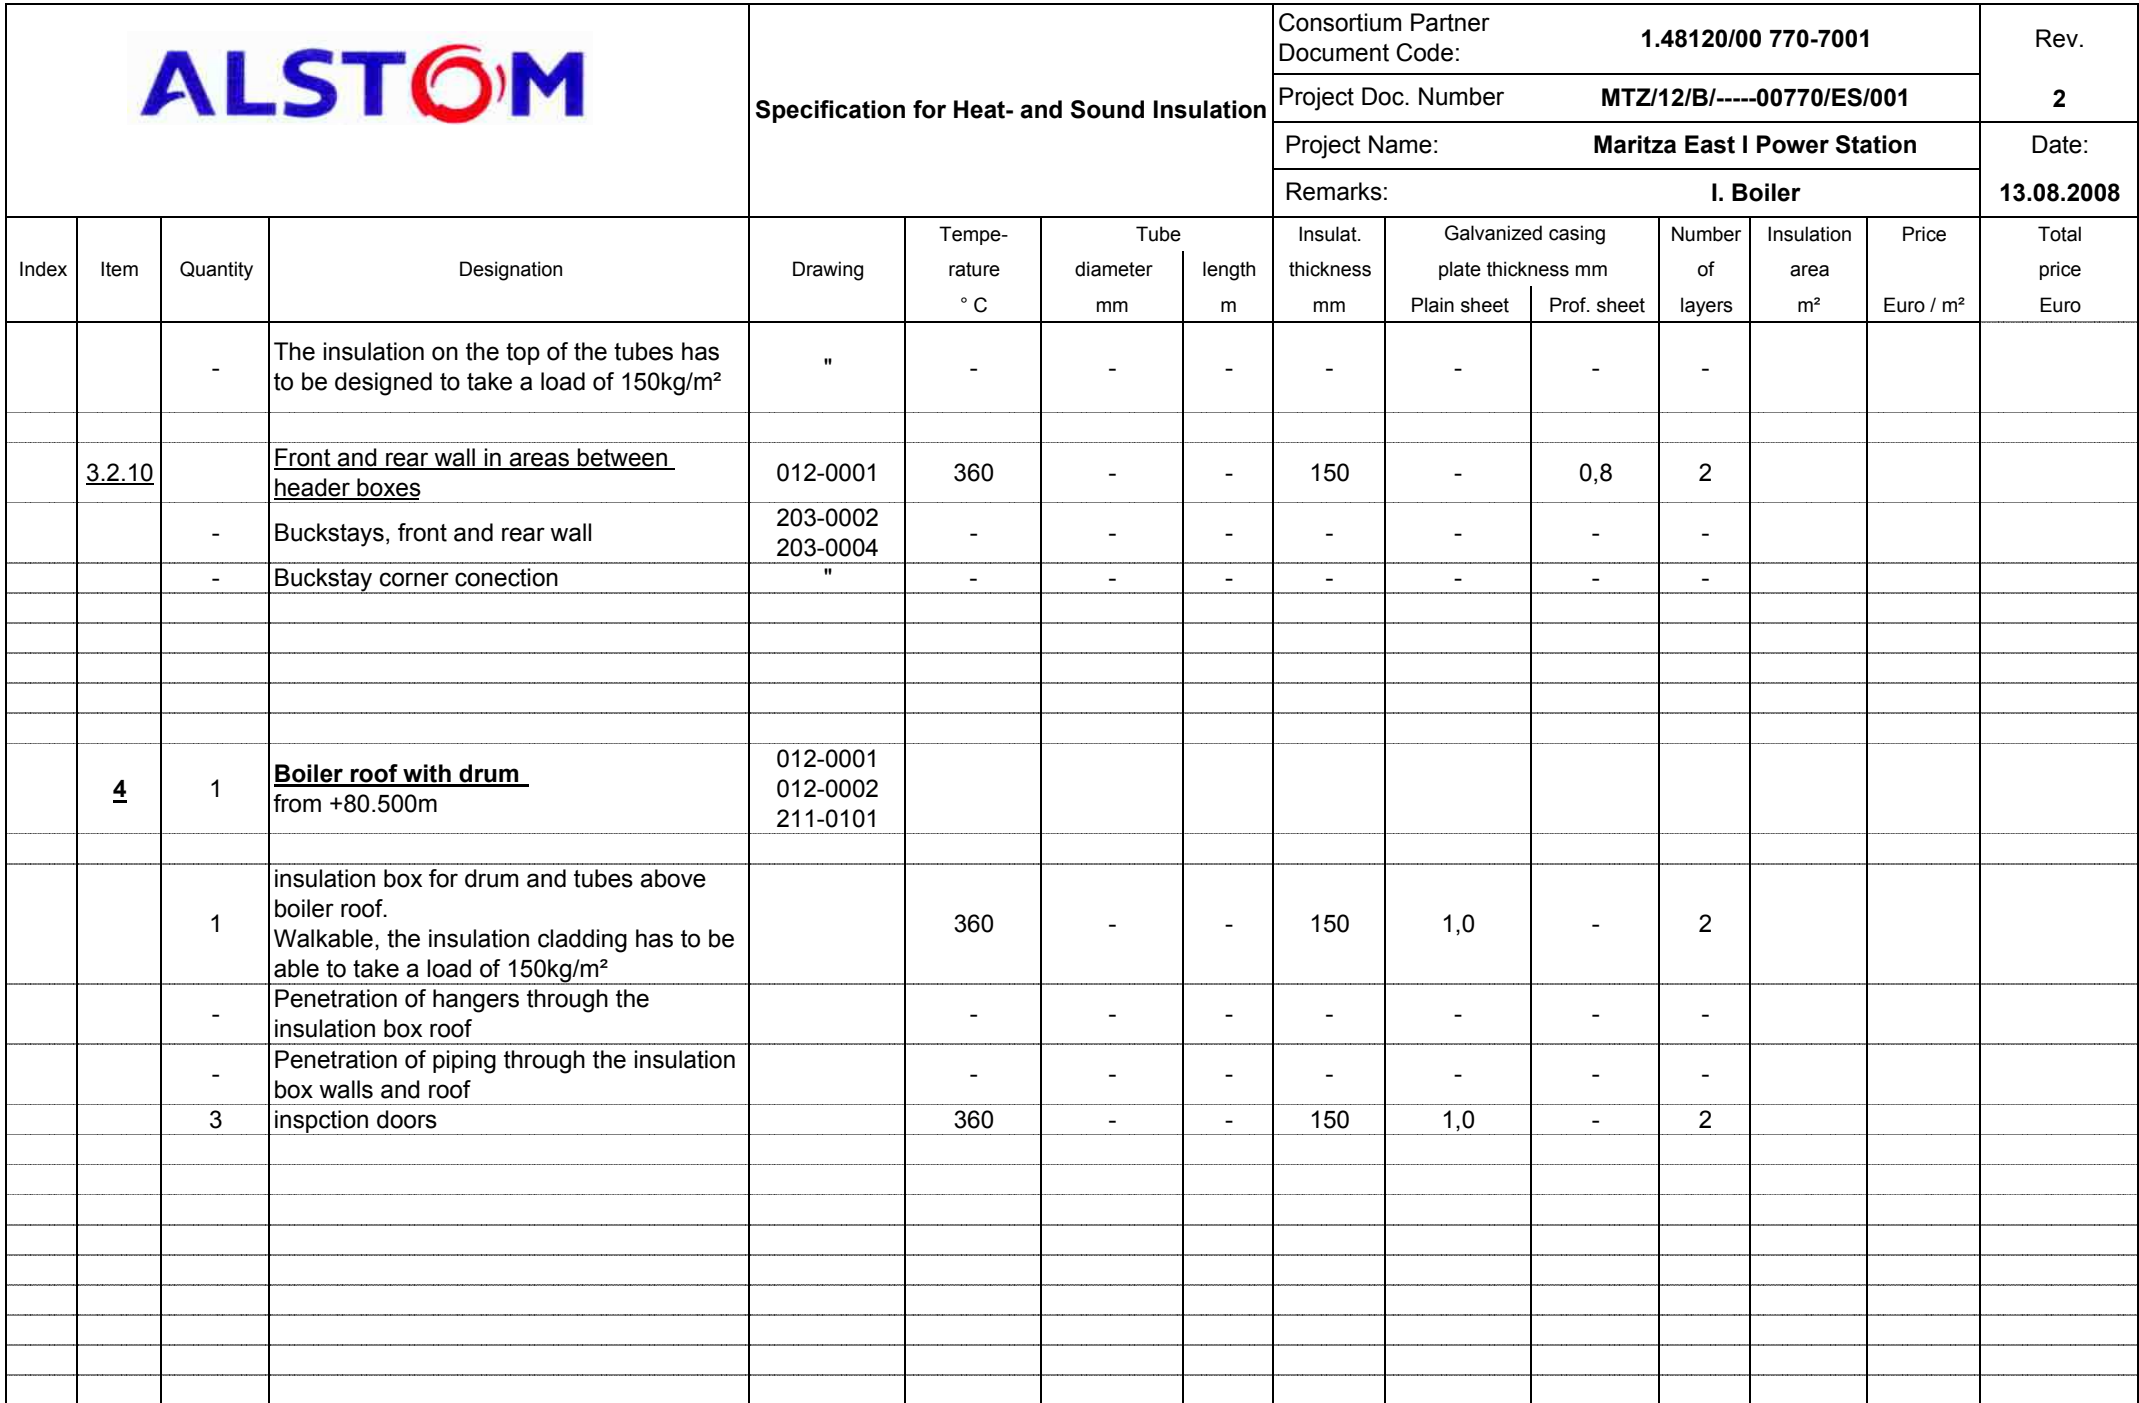 ALSTOM
Specification for Heat- and Sound Insulation
Consortium Partner
Document Code:
1.48120/00 770-7001
Rev.
Project Doc. Number
MTZ/12/B/-----00770/ES/001
2
Project Name:
Maritza East I Power Station
Date:
Remarks:
I. Boiler
13.08.2008
Index Item Quantity Designation Drawing
Tempe-
rature
° C
Tube
diameter
mm
length
m
Insulat.
thickness
mm
Galvanized casing
plate thickness mm
Plain sheet Prof. sheet
Number
of
layers
Insulation
area
m²
Price
Euro / m²
Total
price
Euro
- The insulation on the top of the tubes has " - - - - - - -
to be designed to take a load of 150kg/m²
3.2.10 Front and rear wall in areas between 012-0001 360 - - 150 - 0,8 2
header boxes
- Buckstays, front and rear wall 203-0002 - - - - - - -
203-0004
- Buckstay corner conection " - - - - - - -
4 1 Boiler roof with drum 012-0001
from +80.500m 012-0002
211-0101
insulation box for drum and tubes above
boiler roof.
1 Walkable, the insulation cladding has to be 360 - - 150 1,0 - 2
able to take a load of 150kg/m²
- Penetration of hangers through the - - - - - - -
insulation box roof
- Penetration of piping through the insulation - - - - - - -
box walls and roof
3 inspction doors 360 - - 150 1,0 - 2